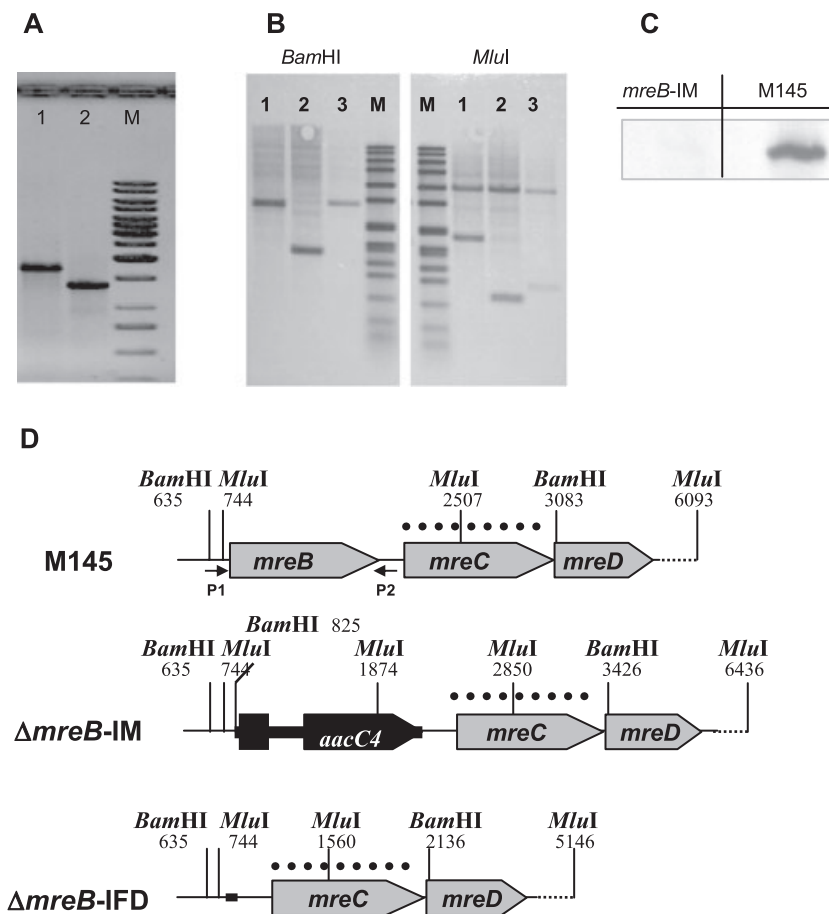 A
B
C
BamHI
MluI
mreB-IM
M145
1 2 M
1 2 3 M
M 1 2 3
D
BamHI MluI MluI BamHI MluI
635 744 2507 3083 6093
M145
mreB mreC mreD
P1 P2
BamHI 825
BamHI MluI MluI MluI BamHI MluI
635 744 1874 2850 3426 6436
ΔmreB-IM
aacC4 mreC mreD
BamHI MluI MluI BamHI MluI
635 744 1560 2136 5146
ΔmreB-IFD
mreC mreD